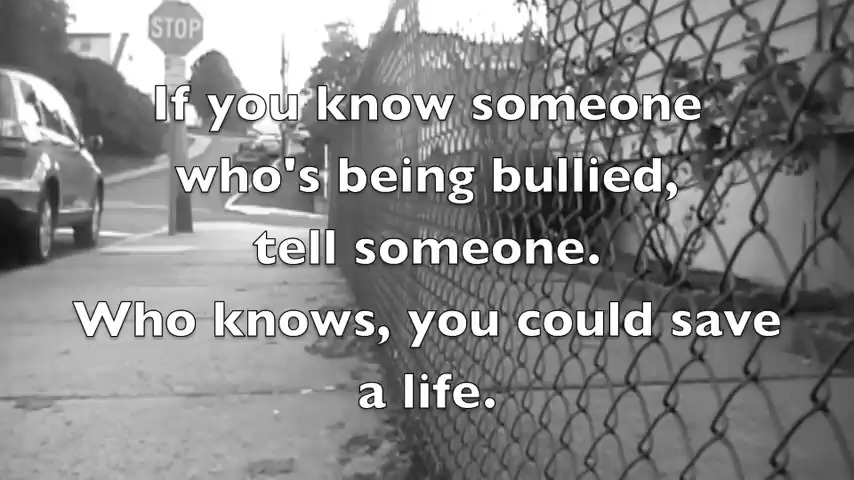 STOP
If you know someone
who's being bullied,
tell someone.
Who knows, you could save
a life.